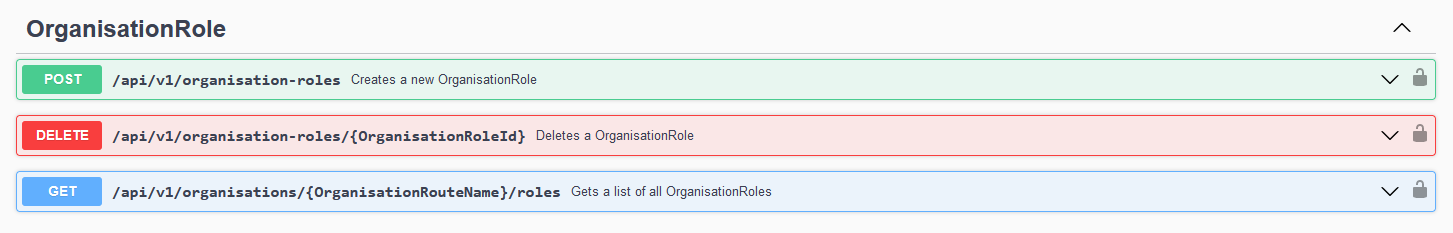 OrganisationRole
POST /api/v1/organisation-roles Creates a new OrganisationRole
DELETE /api/v1/organisation-roles/{OrganisationRoleId} Deletes a OrganisationRole
GET /api/v1/organisations/{OrganisationRouteName}/roles Gets a list of all OrganisationRoles